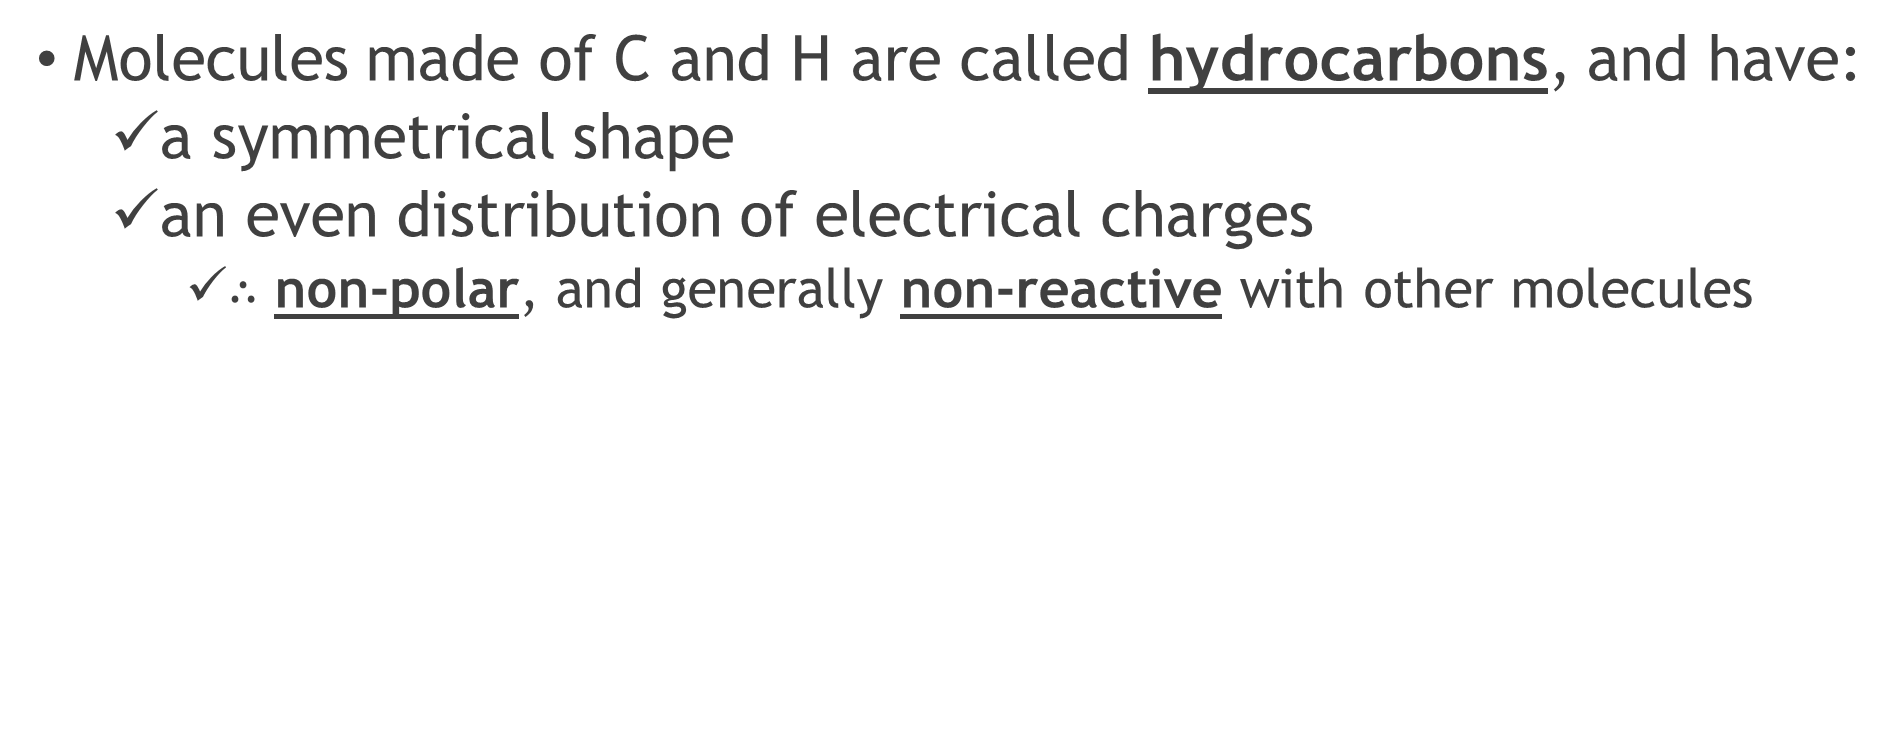 • Molecules made of C and H are called hydrocarbons, and have:
✓a symmetrical shape
✓an even distribution of electrical charges
✓∴ non-polar, and generally non-reactive with other molecules